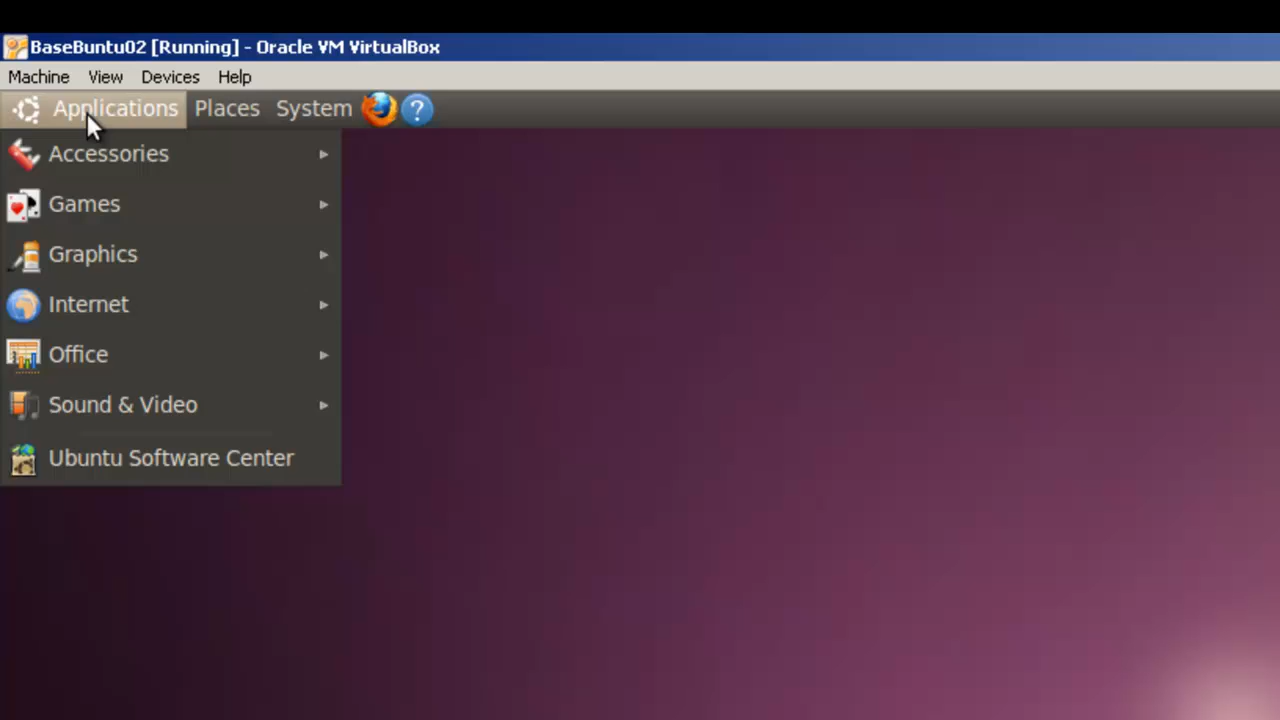 BaseBuntu02 [Running] - Oracle VM VirtualBox
Machine View Devices Help
Applications Places System ?
Accessories
Games
Graphics
Internet
Office
Sound & Video
Ubuntu Software Center